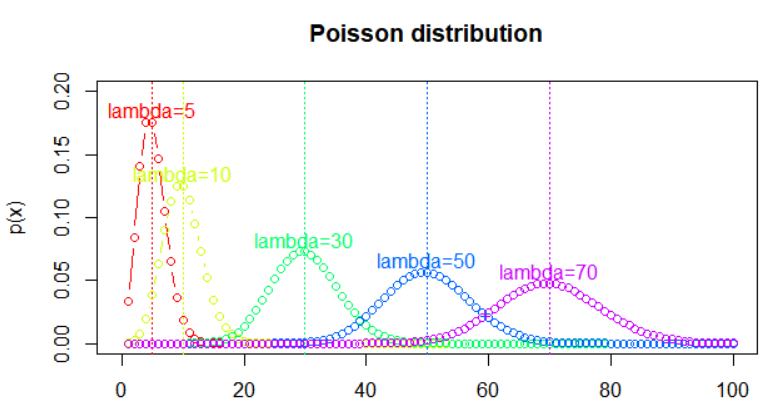 Poisson distribution
p(x)
0.20
0.15
0.10
0.05
0.00
lambda=5
lambda=10
lambda=30
lambda=50
lambda=70
0 20 40 60 80 100